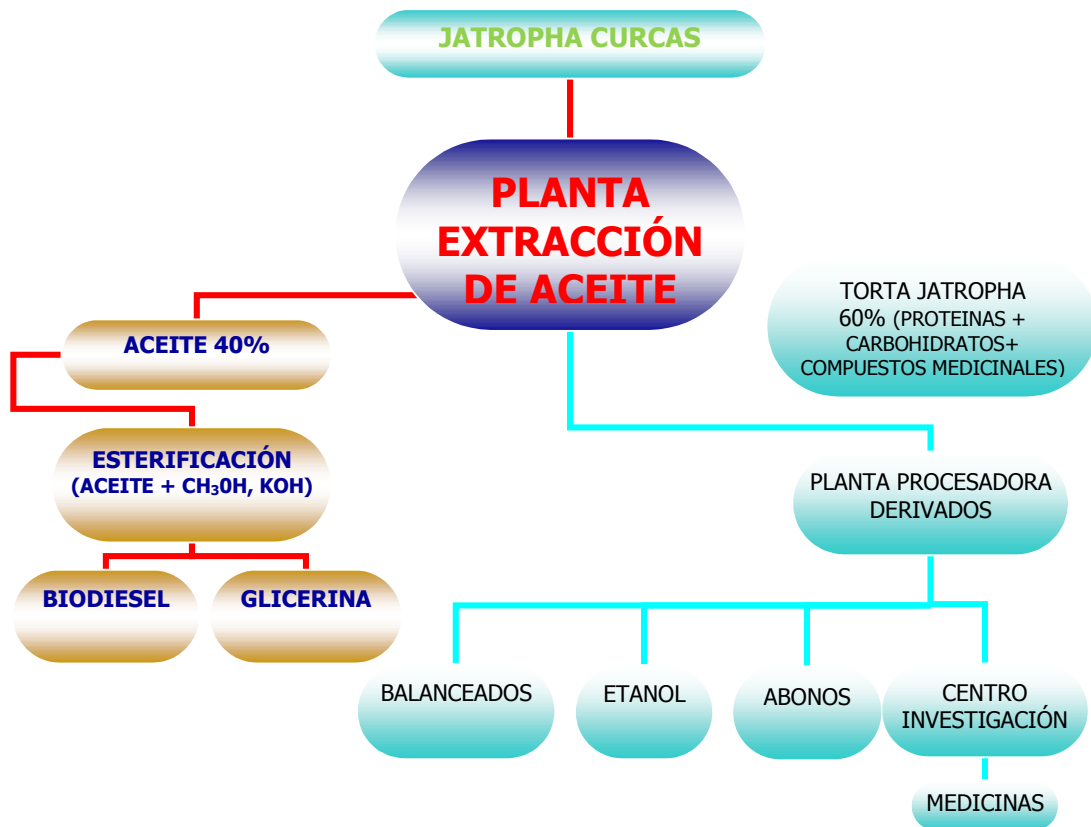 JATROPHA CURCAS
PLANTA
EXTRACCIÓN
DE ACEITE
TORTA JATROPHA
60% (PROTEINAS +
CARBOHIDRATOS+
COMPUESTOS MEDICINALES)
ACEITE 40%
ESTERIFICACIÓN
(ACEITE + CH₃0H, KOH)
PLANTA PROCESADORA
DERIVADOS
BIODIESEL
GLICERINA
BALANCEADOS
ETANOL
ABONOS
CENTRO
INVESTIGACIÓN
MEDICINAS